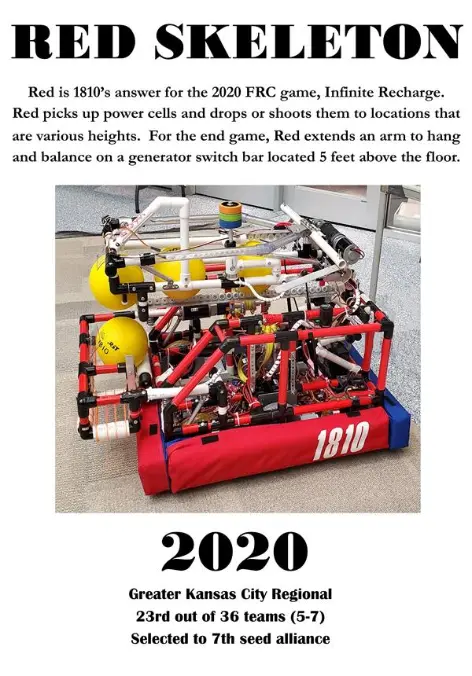 RED SKELETON
Red is 1810's answer for the 2020 FRC game, Infinite Recharge.
Red picks up power cells and drops or shoots them to locations that
are various heights. For the end game, Red extends an arm to hang
and balance on a generator switch bar located 5 feet above the floor.
1810
2020
Greater Kansas City Regional
23rd out of 36 teams (5-7)
Selected to 7th seed alliance